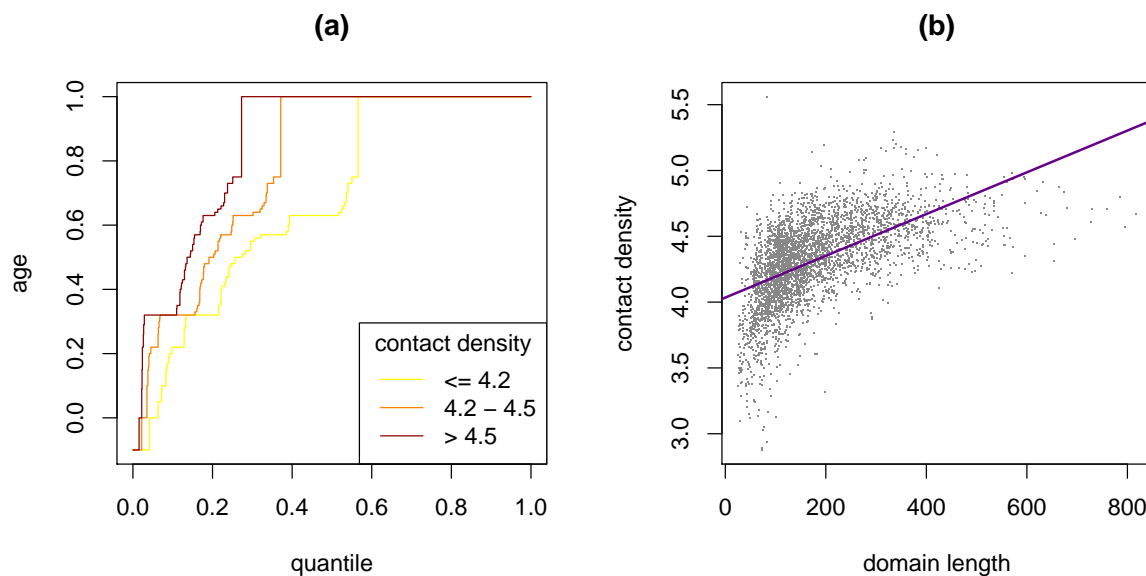 (a)
age
1.0
0.8
0.6
0.4
0.2
0.0
0.0 0.2 0.4 0.6 0.8 1.0
quantile
contact density
<= 4.2
4.2 – 4.5
> 4.5
(b)
contact density
5.5
5.0
4.5
4.0
3.5
3.0
0 200 400 600 800
domain length